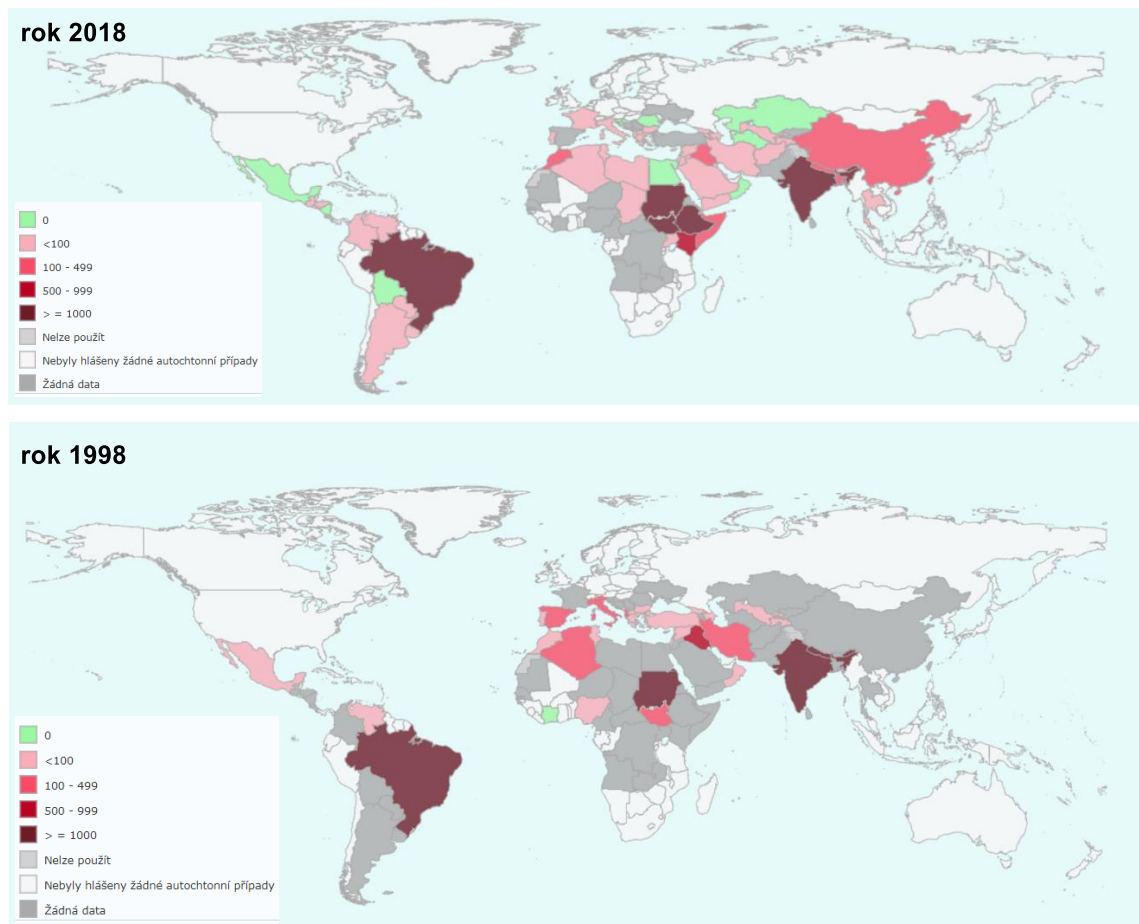 rok 2018
0
<100
100 - 499
500 - 999
> = 1000
Nelze použít
Nebyly hlášeny žádné autochtonní případy
Žádná data
rok 1998
0
<100
100 - 499
500 - 999
> = 1000
Nelze použít
Nebyly hlášeny žádné autochtonní případy
Žádná data